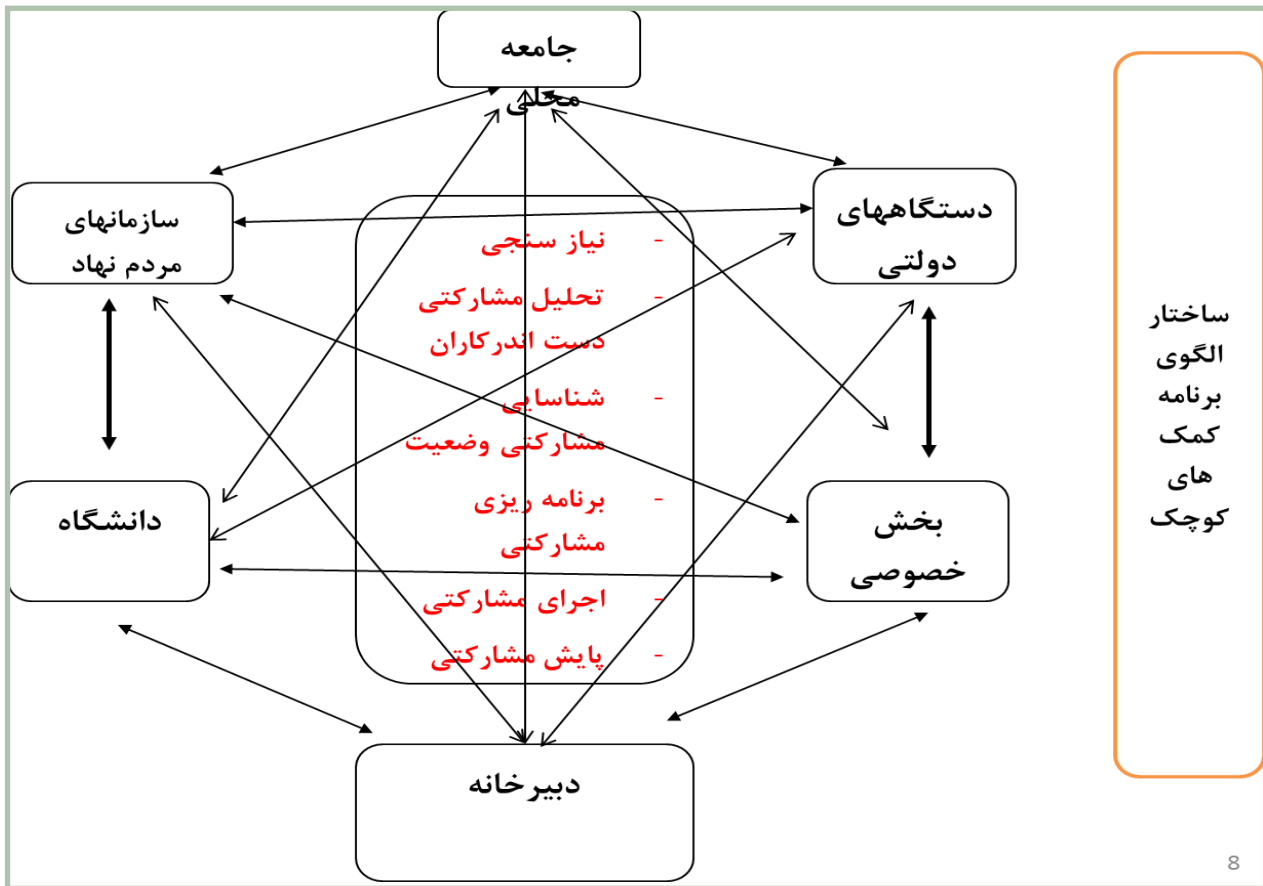 جامعه
محلی
دستگاههای
دولتی
سازمانهای
مردم نهاد
- نیاز سنجی
- تحلیل مشارکتی
دست اندرکاران
- شناسایی
مشارکتی وضعیت
- برنامه ریزی
مشارکتی
- اجرای مشارکتی
- پایش مشارکتی
بخش
خصوصی
دانشگاه
دبیرخانه
ساختار
الگوی
برنامه
کمک
های
کوچک
8